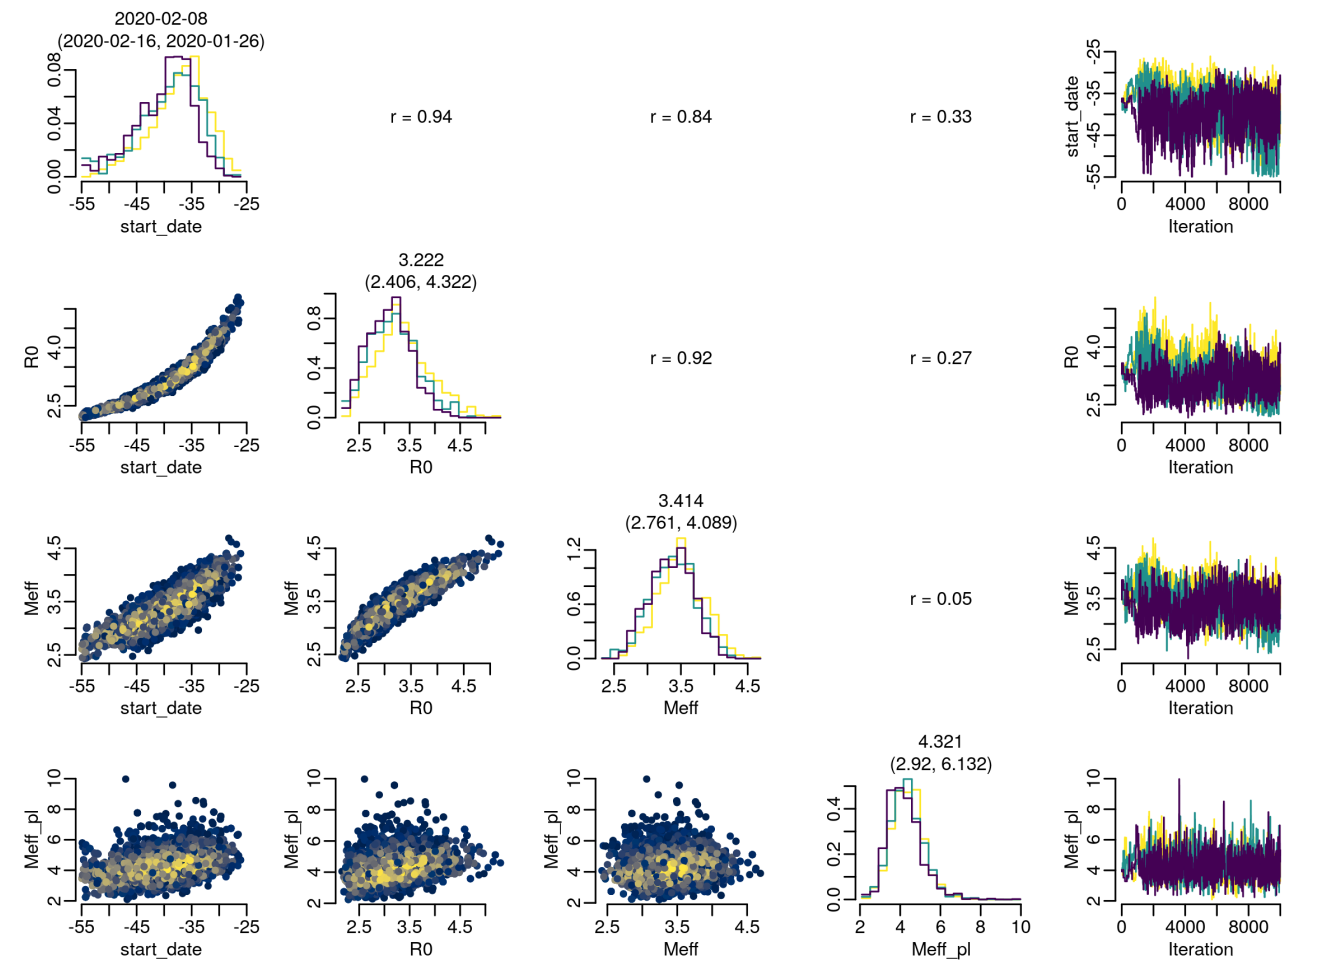 2020-02-08
(2020-02-16, 2020-01-26)
0.00 0.04 0.08
-55 -45 -35 -25
start_date
r = 0.94
r = 0.84
r = 0.33
start_date
-55 -45 -35 -25
0 4000 8000
Iteration
R0
2.5 4.0
-55 -45 -35 -25
start_date
3.222
(2.406, 4.322)
0.0 0.4 0.8
2.5 3.5 4.5
R0
r = 0.92
r = 0.27
R0
2.5 4.0
0 4000 8000
Iteration
Meff
2.5 3.5 4.5
-55 -45 -35 -25
start_date
Meff
2.5 3.5 4.5
2.5 3.5 4.5
R0
3.414
(2.761, 4.089)
0.0 0.6 1.2
2.5 3.5 4.5
Meff
r = 0.05
Meff
2.5 3.5 4.5
0 4000 8000
Iteration
Meff_pl
2 4 6 8 10
-55 -45 -35 -25
start_date
Meff_pl
2 4 6 8 10
2.5 3.5 4.5
R0
Meff_pl
2 4 6 8 10
2.5 3.5 4.5
Meff
4.321
(2.92, 6.132)
0.0 0.2 0.4
2 4 6 8 10
Meff_pl
Meff_pl
2 4 6 8 10
0 4000 8000
Iteration